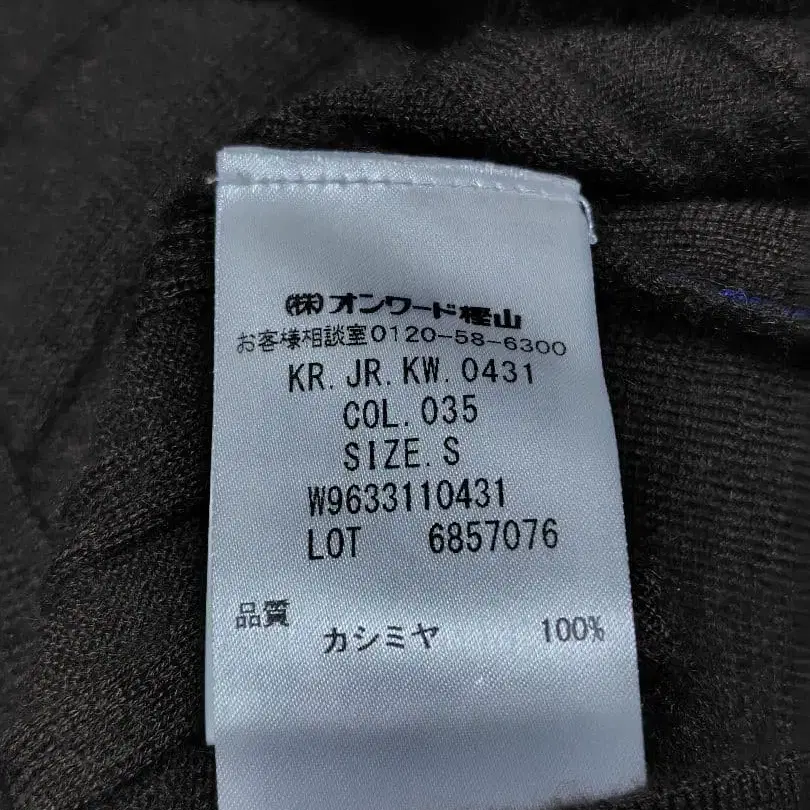 ㈱オンワード樫山
お客様相談室0120-58-6300
KR.JR.KW.0431
COL.035
SIZE.S
W9633110431
LOT 6857076
品質
カシミヤ 100%